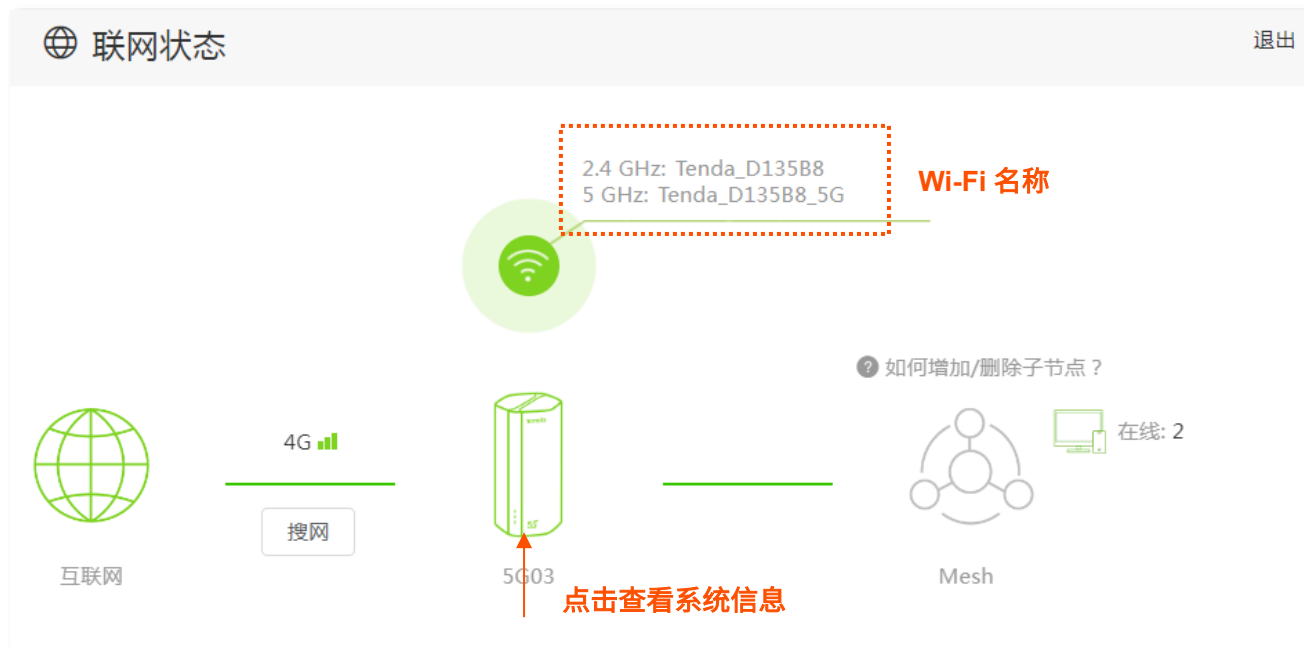 联网状态
退出
2.4 GHz: Tenda_D135B8
5 GHz: Tenda_D135B8_5G
Wi-Fi 名称
? 如何增加/删除子节点？
4G
在线: 2
搜网
5G
互联网
5G03
Mesh
点击查看系统信息